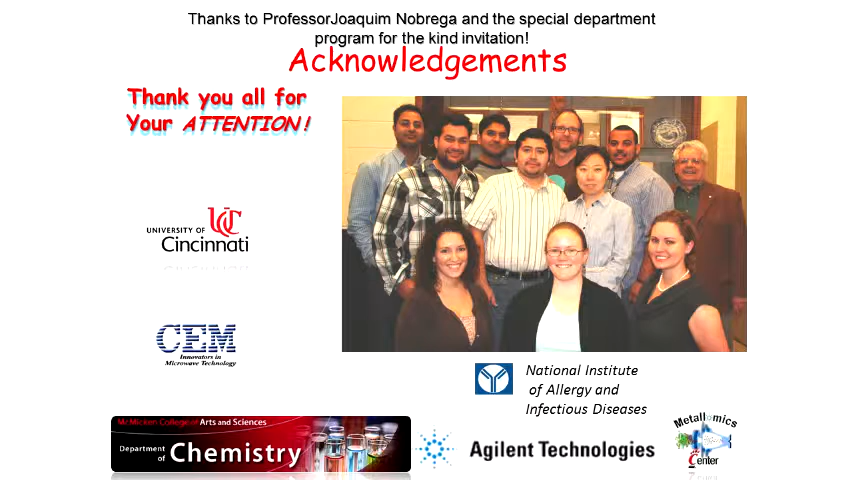 Thanks to ProfessorJoaquim Nobrega and the special department
program for the kind invitation!
Acknowledgements
Thank you all for
Your ATTENTION!
UNIVERSITY OF
Cincinnati
CEM
Innovators in
Microwave Technology
National Institute
of Allergy and
Infectious Diseases
McMicken College of Arts and Sciences
Department
of Chemistry
Agilent Technologies
Metallomics
Center